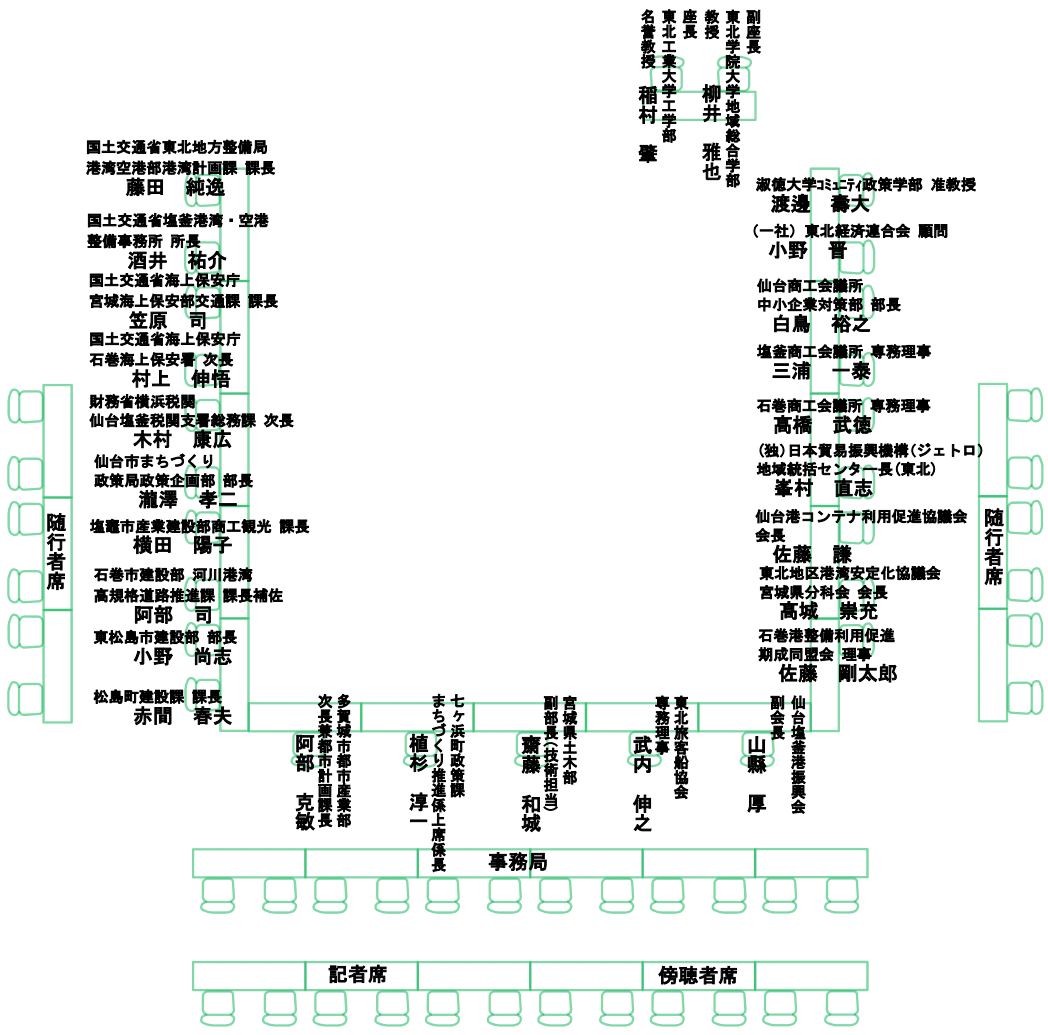 副座長
東北学院大学地域総合学部
教授
柳井　雅也
座長
東北工業大学工学部
名誉教授
稲村　肇
国土交通省東北地方整備局
港湾空港部港湾計画課 課長
藤田　純逸
国土交通省塩釜港湾・空港
整備事務所 所長
酒井　祐介
国土交通省海上保安庁
宮城海上保安部交通課 課長
笠原　司
国土交通省海上保安庁
石巻海上保安署 次長
村上　伸悟
財務省横浜税関
仙台塩釜税関支署総務課 次長
木村　康広
仙台市まちづくり
政策局政策企画部 部長
瀧澤　孝二
塩竈市産業建設部商工観光 課長
横田　陽子
石巻市建設部 河川港湾
高規格道路推進課 課長補佐
阿部　司
東松島市建設部 部長
小野　尚志
松島町建設課 課長
赤間　春夫
淑徳大学コミュニティ政策学部 准教授
渡邊　壽大
（一社）東北経済連合会 顧問
小野　晋
仙台商工会議所
中小企業対策部 部長
白鳥　裕之
塩釜商工会議所 専務理事
三浦　一泰
石巻商工会議所 専務理事
高橋　武徳
(独)日本貿易振興機構(ジェトロ)
地域統括センター長(東北)
峯村　直志
仙台港コンテナ利用促進協議会
会長
佐藤　謙
東北地区港湾安定化協議会
宮城県分科会 会長
高城　崇充
石巻港整備利用促進
期成同盟会 理事
佐藤　剛太郎
多賀城市都市産業部
次長兼都市計画課長
阿部　克敏
七ヶ浜町政策課
まちづくり推進係上席係長
植杉　淳一
宮城県土木部
副部長(技術担当)
齋藤　和城
東北旅客船協会
専務理事
武内　伸之
仙台塩釜港振興会
副会長
山縣　厚
随行者席
随行者席
事務局
記者席
傍聴者席